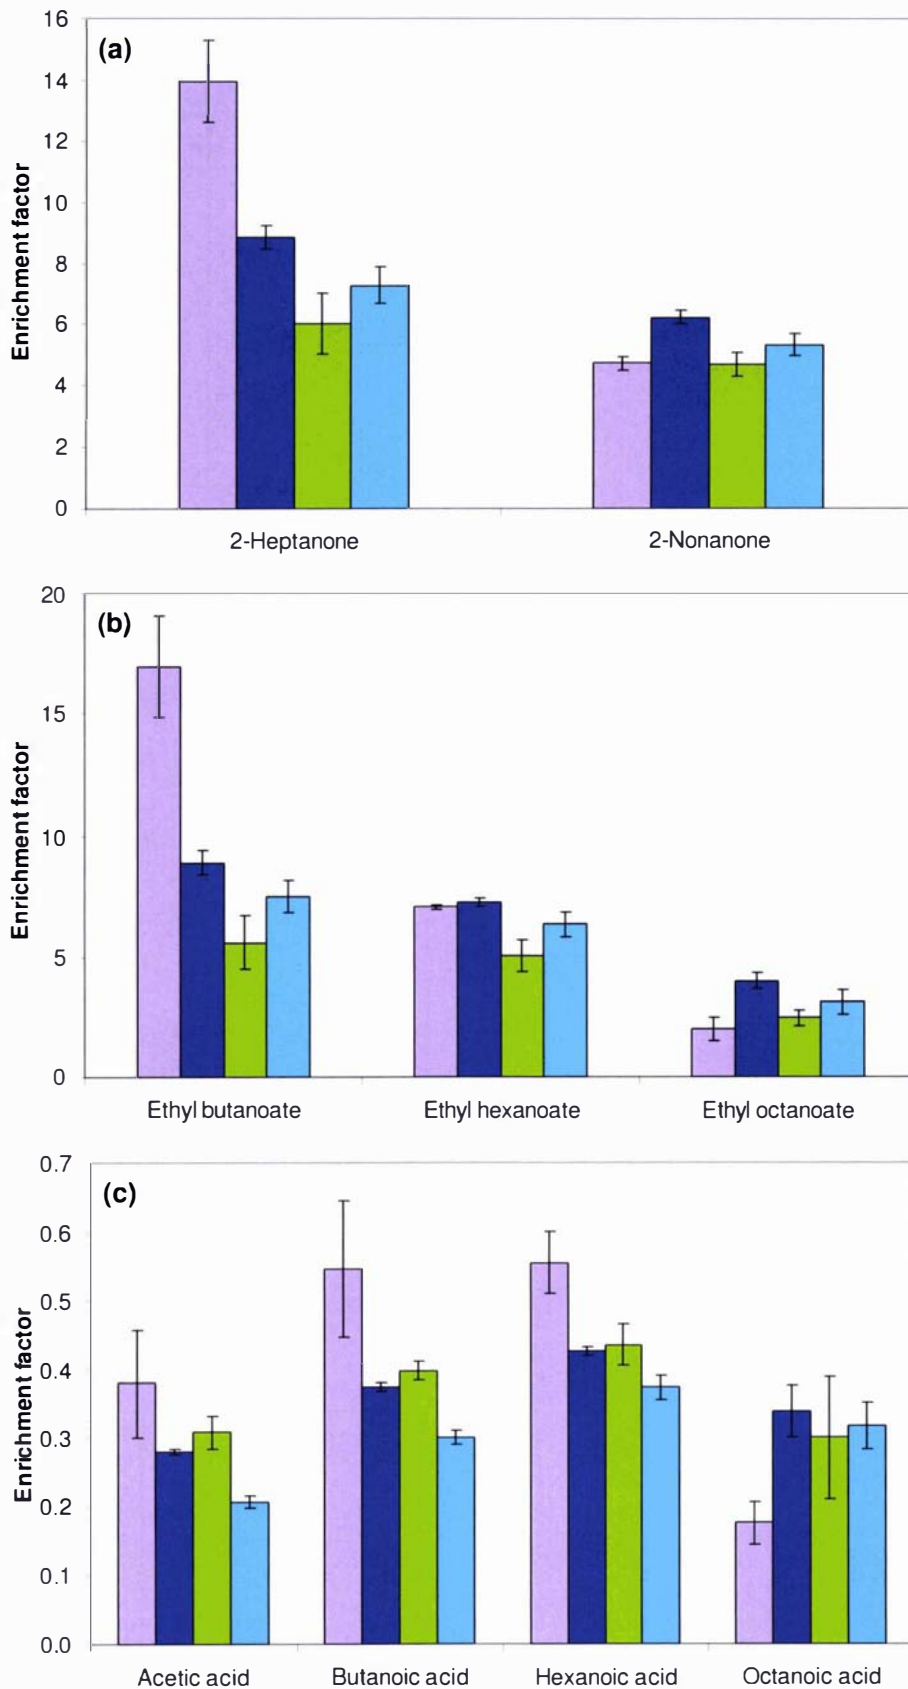 (a)
16
14
12
10
8
6
4
2
0
Enrichment factor
2-Heptanone 2-Nonanone
(b)
20
15
10
5
0
Enrichment factor
Ethyl butanoate Ethyl hexanoate Ethyl octanoate
(c)
0.7
0.6
0.5
0.4
0.3
0.2
0.1
0.0
Enrichment factor
Acetic acid Butanoic acid Hexanoic acid Octanoic acid